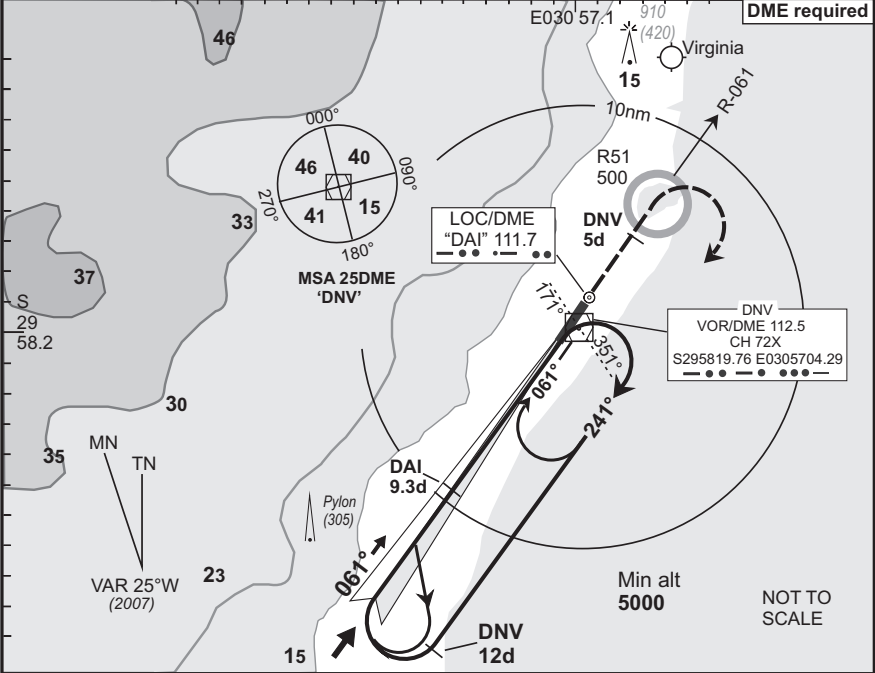 DME required
46
E030 57.1
910
(420)
Virginia
15
10nm
R-061
000°
46
40
090°
270°
41
15
180°
MSA 25DME
‘DNV’
R51
500
33
LOC/DME
“DAI” 111.7
DNV
5d
37
S
29
58.2
171°
DNV
VOR/DME 112.5
CH 72X
S295819.76 E0305704.29
351°
061°
241°
30
35
MN
TN
DAI
9.3d
Pylon
(305)
061°
VAR 25°W
(2007)
23
Min alt
5000
NOT TO
SCALE
DNV
12d
15